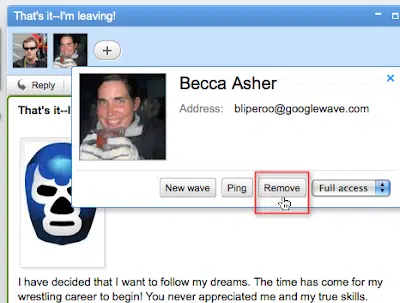 That's it--I'm leaving!
Reply
Becca Asher
Address: bliperoo@googlewave.com
That's it--I
New wave Ping Remove Full access
I have decided that I want to follow my dreams. The time has come for my
wrestling career to begin! You never appreciated me and my true skills.